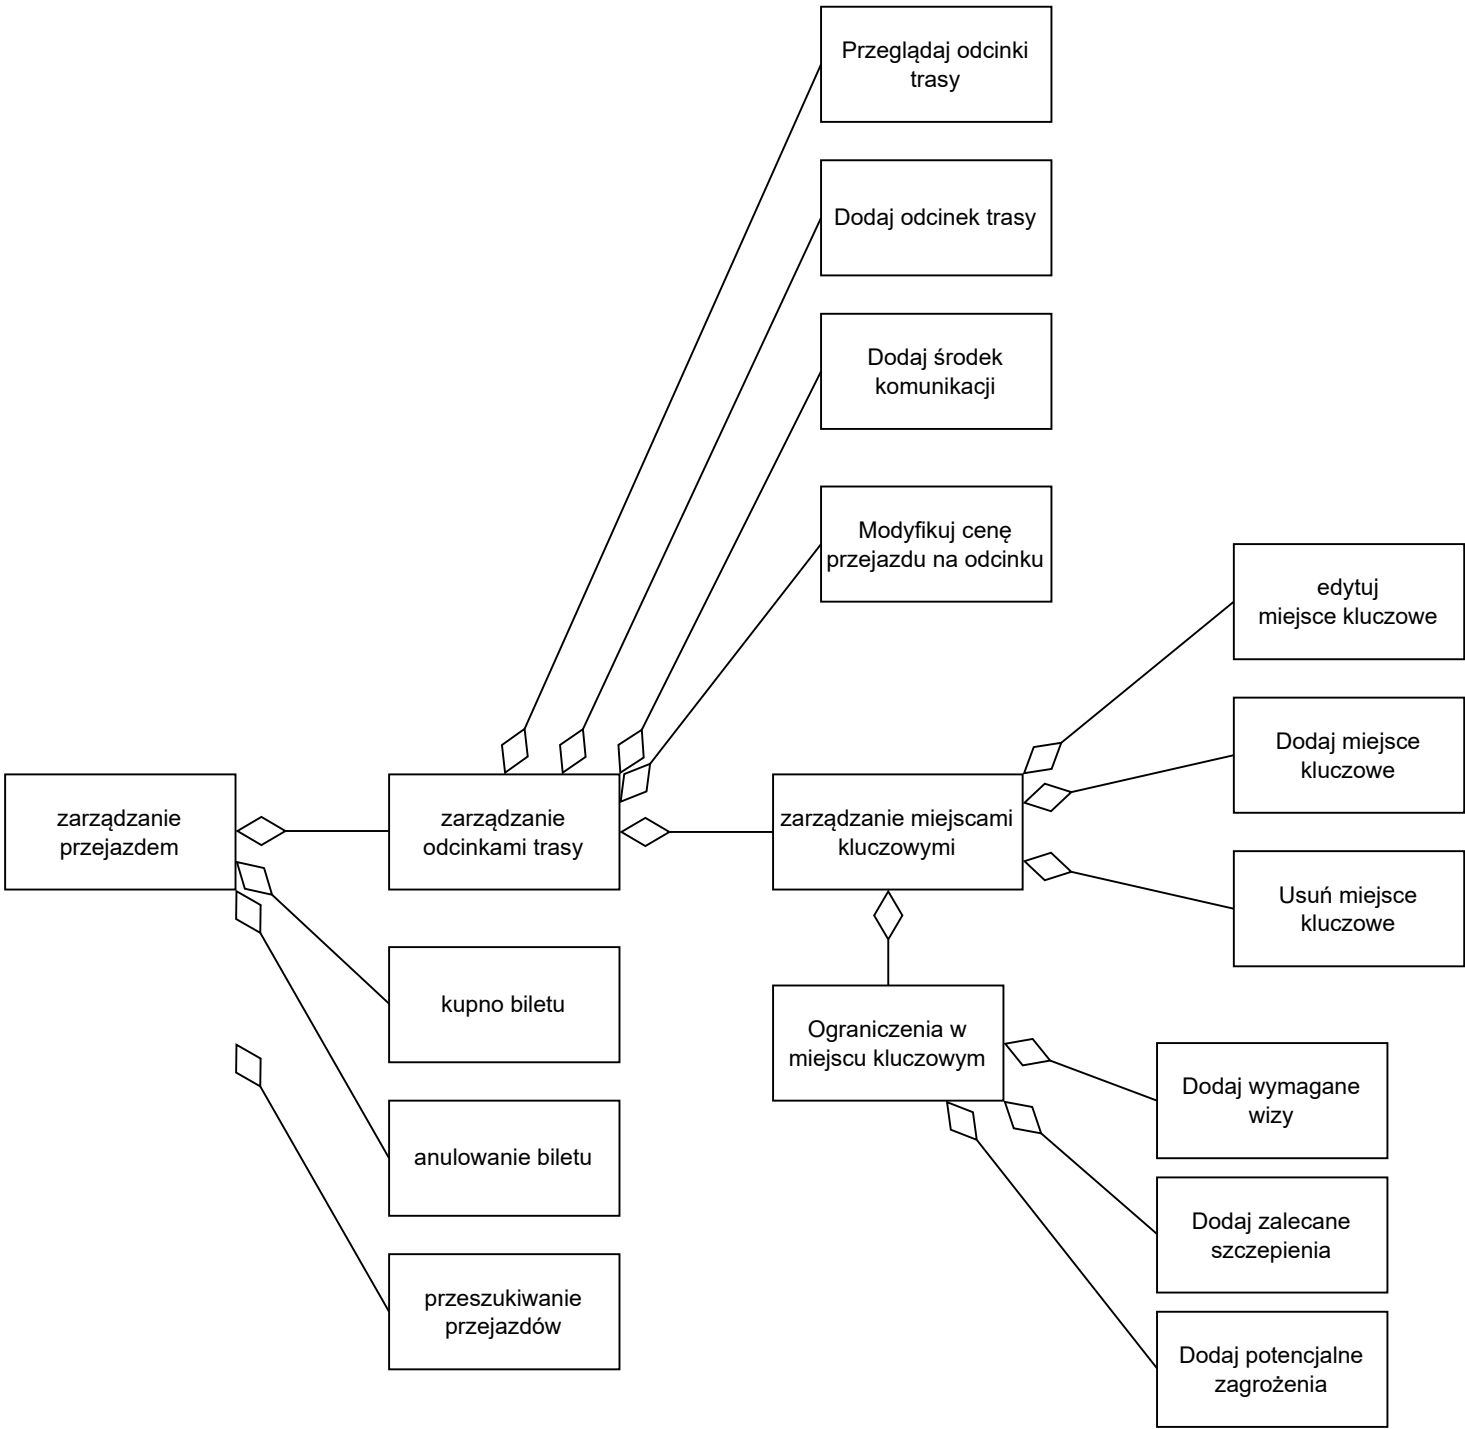 Przeglądaj odcinki
trasy
Dodaj odcinek trasy
Dodaj środek
komunikacji
Modyfikuj cenę
przejazdu na odcinku
edytuj
miejsce kluczowe
Dodaj miejsce
kluczowe
zarządzanie
przejazdem
zarządzanie
odcinkami trasy
zarządzanie miejscami
kluczowymi
Usuń miejsce
kluczowe
kupno biletu
Ograniczenia w
miejscu kluczowym
Dodaj wymagane
wizy
anulowanie biletu
Dodaj zalecane
szczepienia
przeszukiwanie
przejazdów
Dodaj potencjalne
zagrożenia